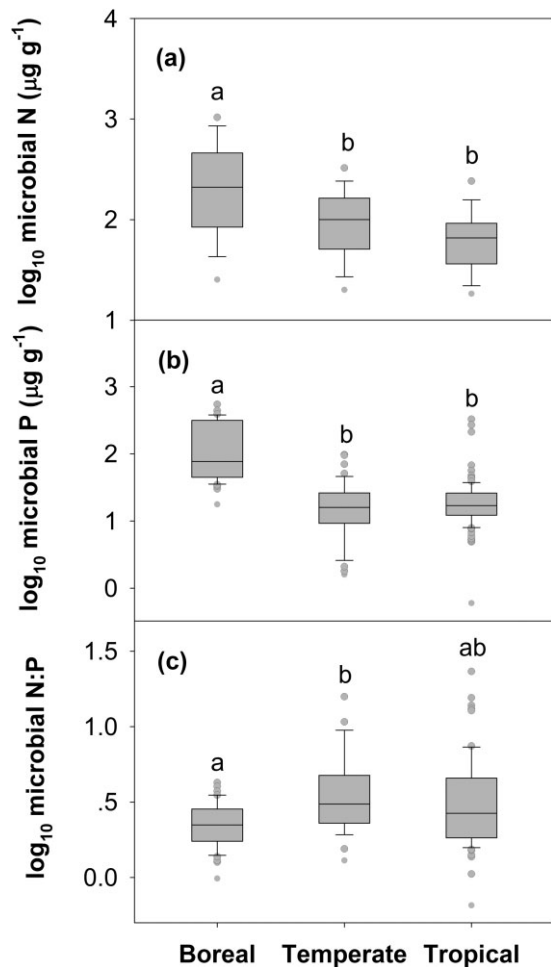 4
(a)
log10 microbial N (µg g-1)
3
a
b
b
2
1
(b)
log10 microbial P (µg g-1)
3
a
b
b
2
1
0
(c)
log10 microbial N:P
1.5
a
b
ab
1.0
.5
0.0
Boreal Temperate Tropical